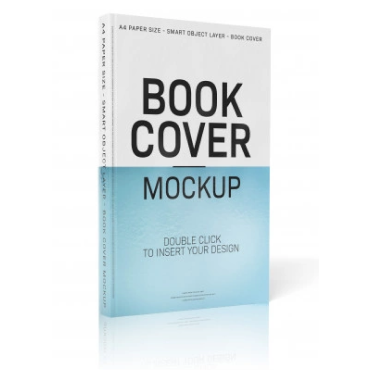 A4 PAPER SIZE - SMART OBJECT LAYER - BOOK COVER
BOOK
COVER
MOCKUP
DOUBLE CLICK
TO INSERT YOUR DESIGN
A4 PAPER SIZE - SMART OBJECT LAYER - BOOK COVER MOCKUP